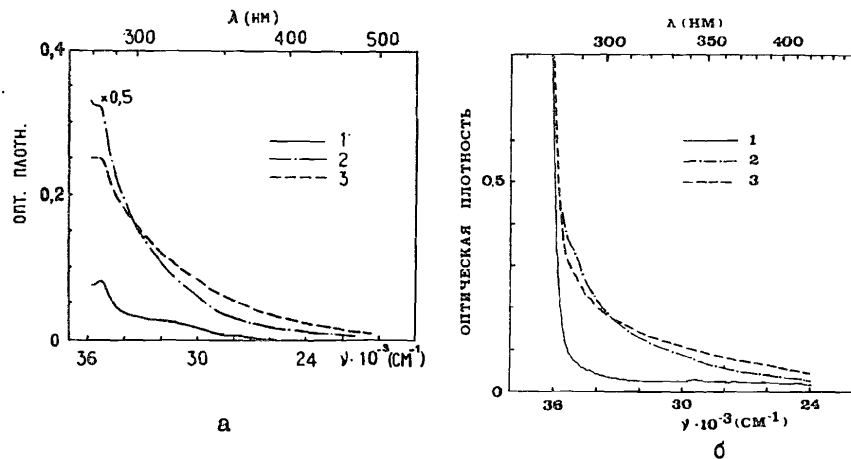 λ (НМ)
300 400 500
0,4
×0,5
ОПТ. ПЛОТН.
0,2
1
2
3
0
36 30 24 ν·10⁻³(СМ⁻¹)
а
λ (НМ)
300 350 400
ОПТИЧЕСКАЯ ПЛОТНОСТЬ
0,5
1
2
3
0
36 30 24
ν·10⁻³(СМ⁻¹)
б